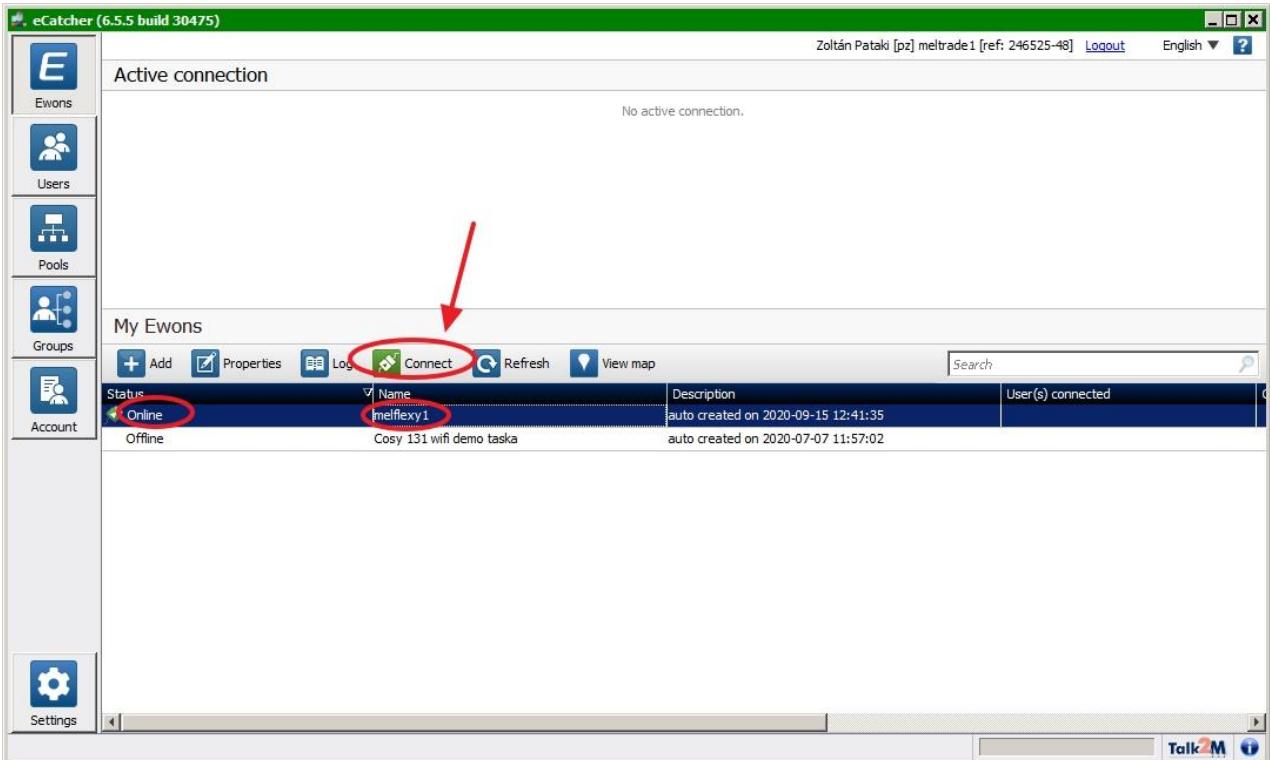 eCatcher (6.5.5 build 30475)
Zoltán Pataki [pz] meltrade1 [ref: 246525-48] Logout English ▼ ?
Ewons
Active connection
No active connection.
Users
Pools
Groups
Account
Settings
My Ewons
Add Properties Log Connect Refresh View map Search
Status Name Description User(s) connected
Online melflexy1 auto created on 2020-09-15 12:41:35
Offline Cosy 131 wifi demo taska auto created on 2020-07-07 11:57:02
Talk2M